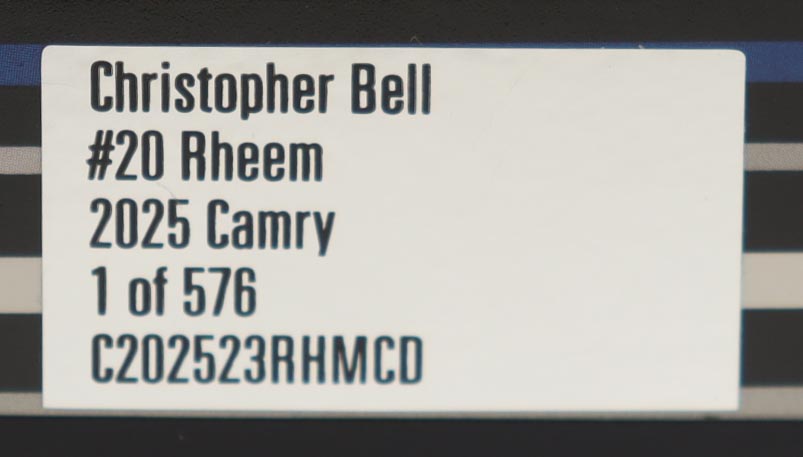 Christopher Bell
#20 Rheem
2025 Camry
1 of 576
C202523RHMCD